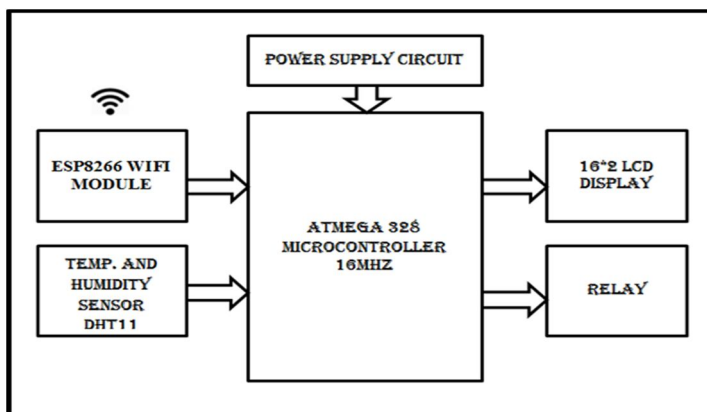 POWER SUPPLY CIRCUIT
ESP8266 WIFI
MODULE
16*2 LCD
DISPLAY
ATMEGA 328
MICROCONTROLLER
16MHZ
TEMP. AND
HUMIDITY
SENSOR
DHT11
RELAY